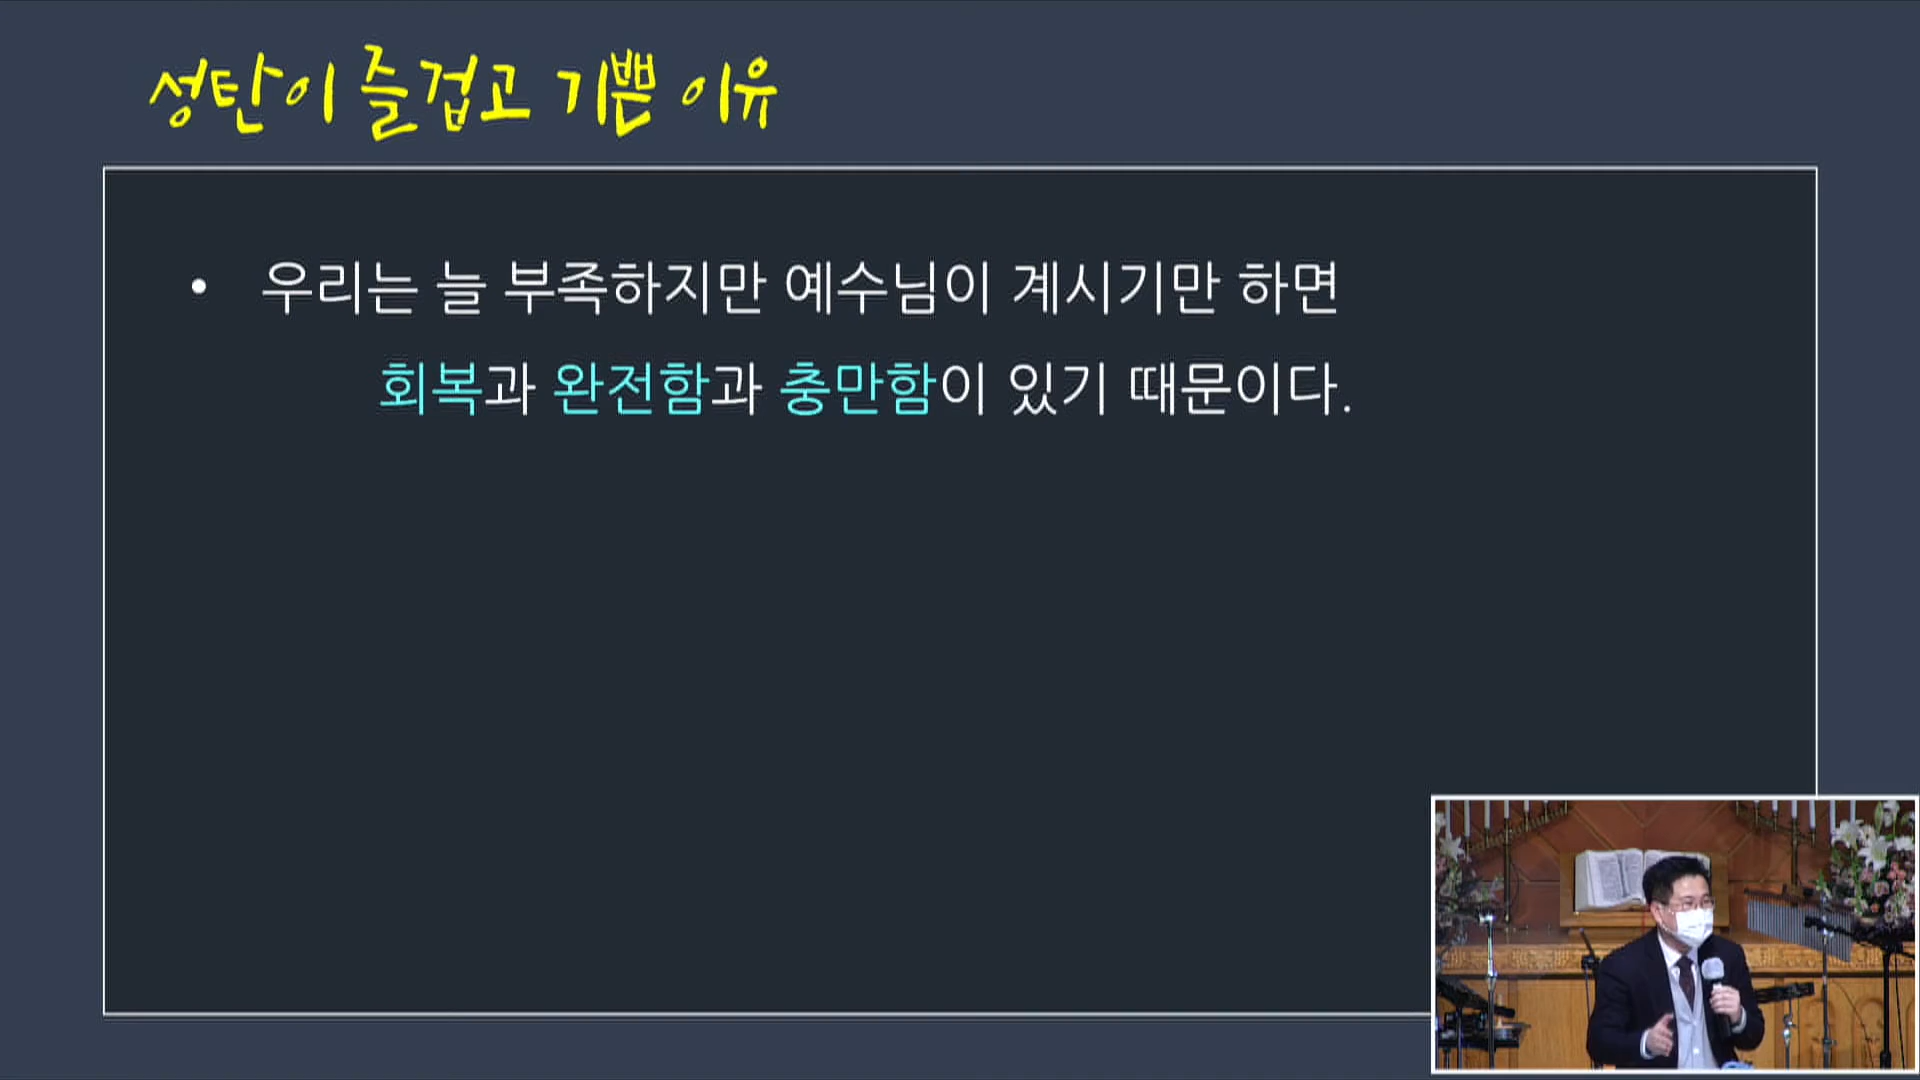 성탄이 즐겁고 기쁜 이유
• 우리는 늘 부족하지만 예수님이 계시기만 하면
회복과 완전함과 충만함이 있기 때문이다.